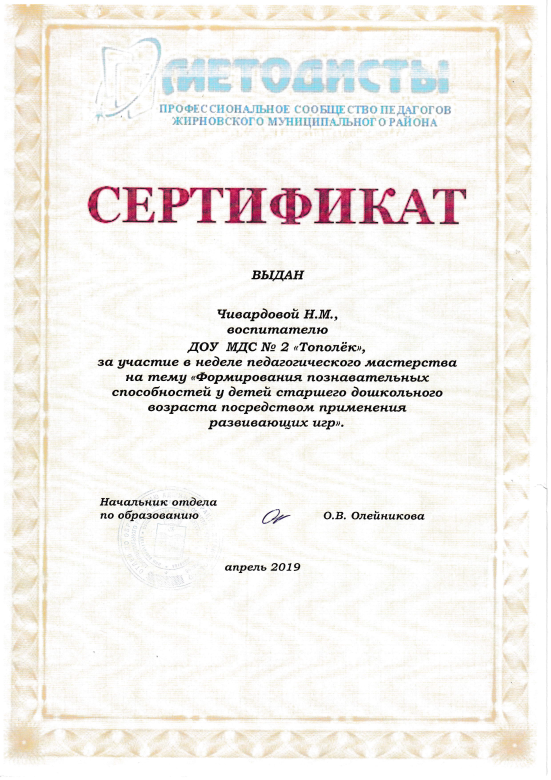 МЕТОДИСТЫ
ПРОФЕССИОНАЛЬНОЕ СООБЩЕСТВО ПЕДАГОГОВ
ЖИРНОВСКОГО МУНИЦИПАЛЬНОГО РАЙОНА
СЕРТИФИКАТ
ВЫДАН
Чивардовой Н.М.,
воспитателю
ДОУ МДС № 2 «Тополёк»,
за участие в неделе педагогического мастерства
на тему «Формирования познавательных
способностей у детей старшего дошкольного
возраста посредством применения
развивающих игр».
Начальник отдела
по образованию
О.В. Олейникова
апрель 2019